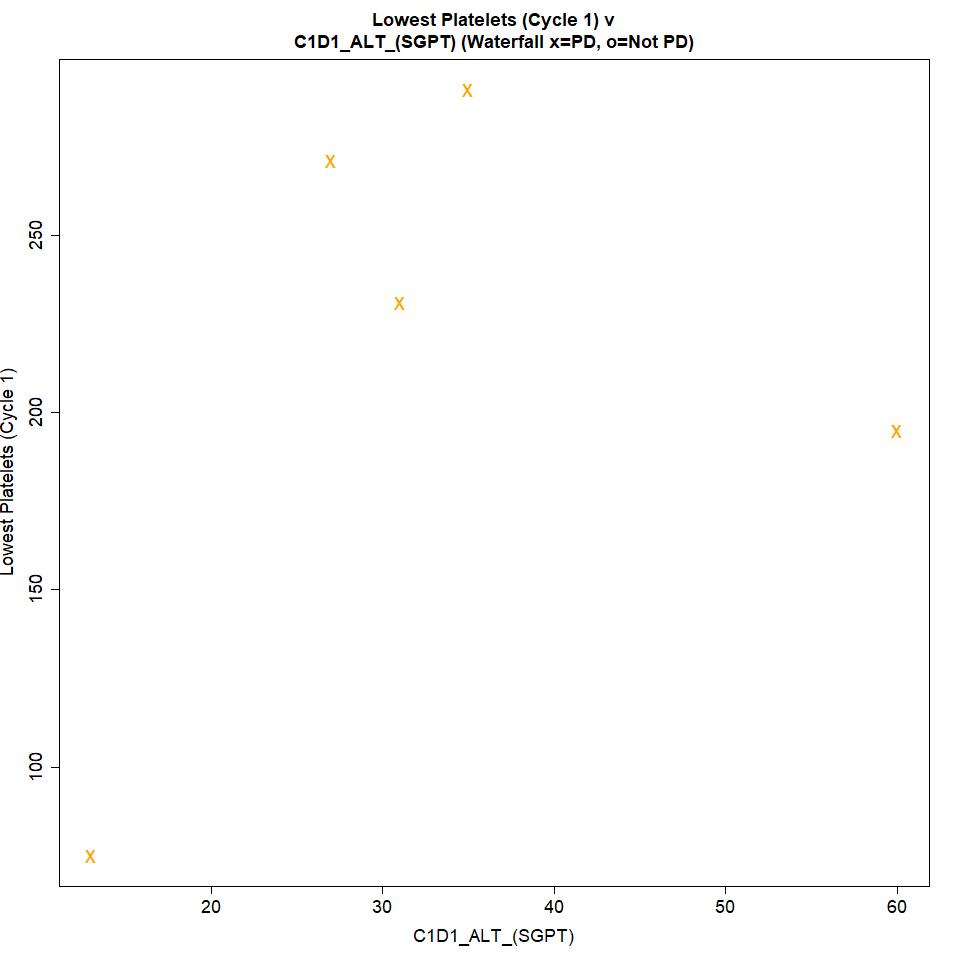 Lowest Platelets (Cycle 1) v
C1D1_ALT_(SGPT) (Waterfall x=PD, o=Not PD)
X
X
250
X
Lowest Platelets (Cycle 1)
200
X
150
100
X
20 30 40 50 60
C1D1_ALT_(SGPT)